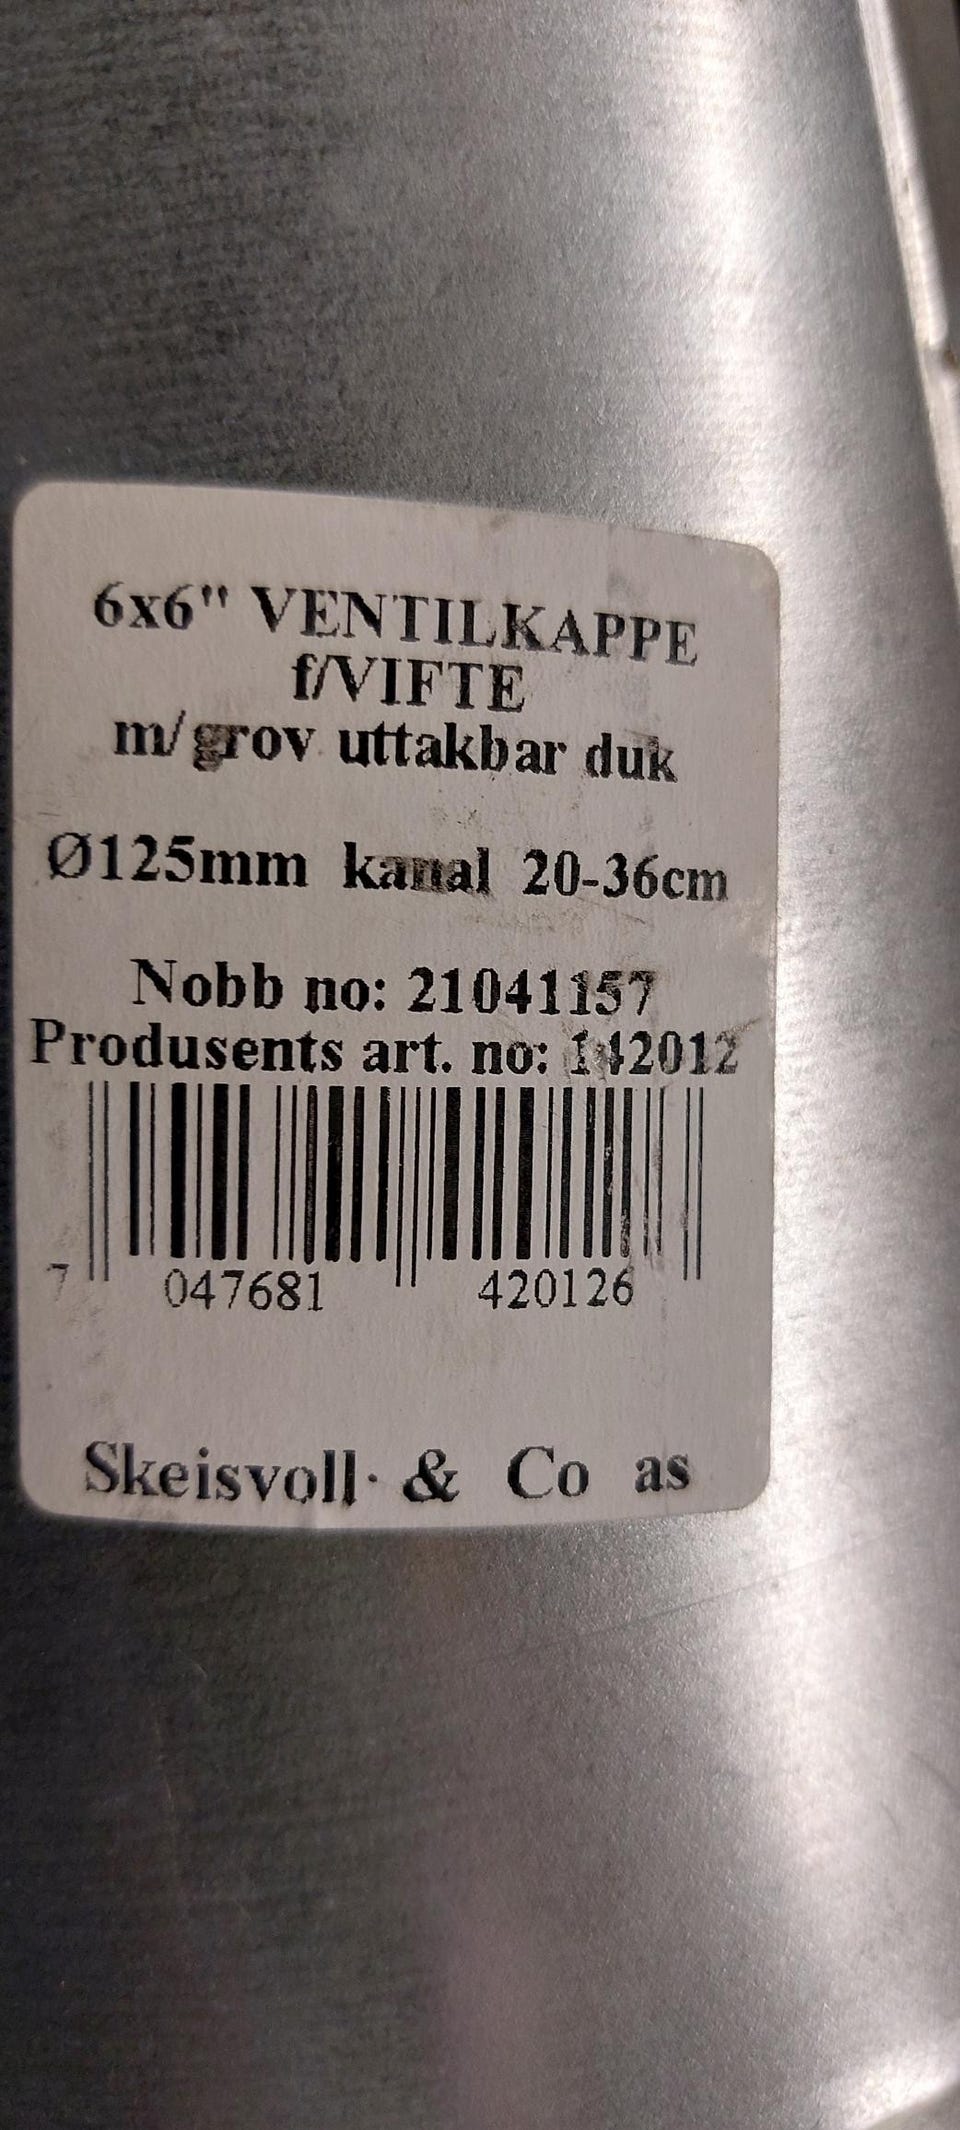 6x6" VENTILKAPPE
f/VIFTE
m/grov uttakbar duk
Ø125mm kanal 20-36cm
Nobb no: 21041157
Produsents art. no: 142012
7 047681 420126
Skeisvoll & Co as